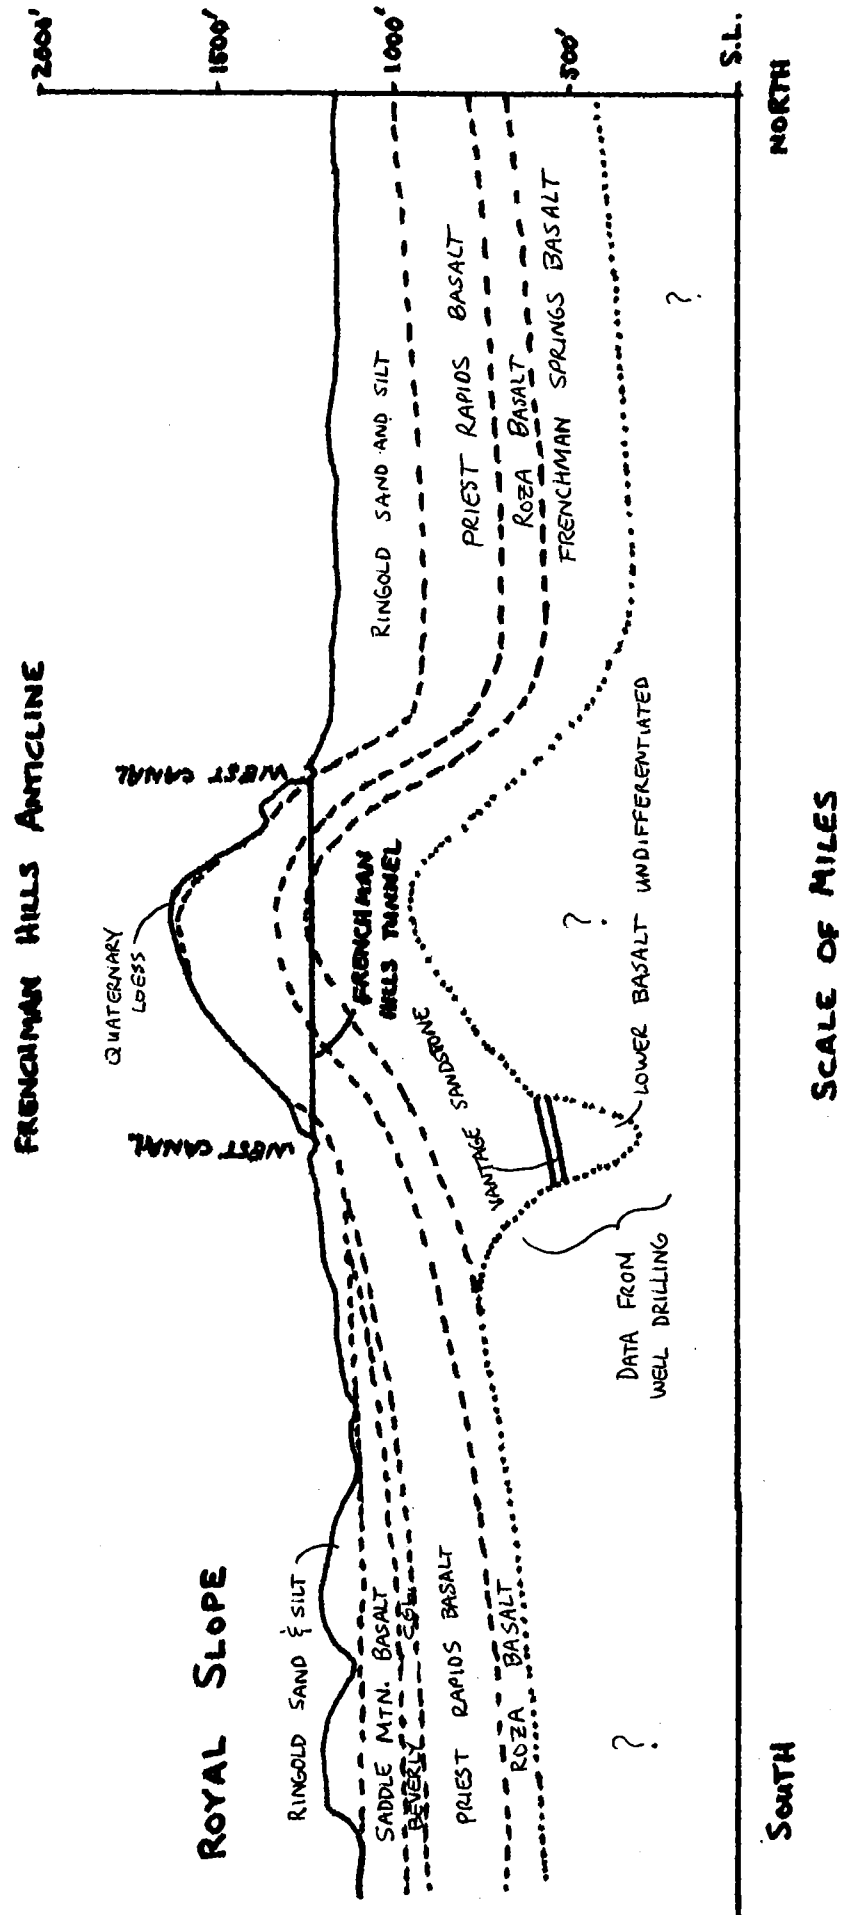 FRENCHMAN HILLS ANTICLINE
ROYAL SLOPE
2000'
1500'
1000'
500'
S.L.
QUATERNARY
LOESS
WEST CANAL
WEST CANAL
RINGOLD SAND & SILT
RINGOLD SAND AND SILT
FRENCHMAN
HILLS TUNNEL
SADDLE MTN. BASALT
BEVERLY CGL.
PRIEST RAPIDS BASALT
ROZA BASALT
VANTAGE SANDSTONE
PRIEST RAPIDS BASALT
ROZA BASALT
FRENCHMAN SPRINGS BASALT
?
?
?
DATA FROM
WELL DRILLING
LOWER BASALT UNDIFFERENTIATED
SOUTH
NORTH
SCALE OF MILES